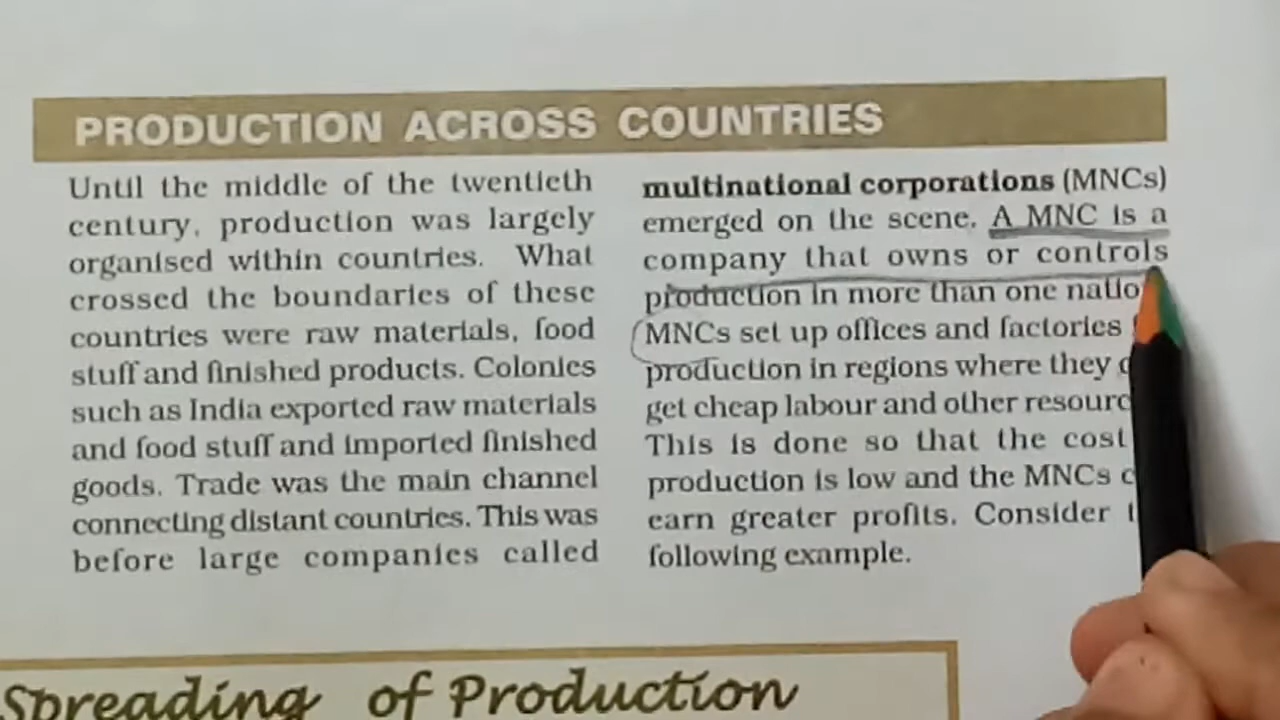 PRODUCTION ACROSS COUNTRIES
Until the middle of the twentieth
century, production was largely
organised within countries. What
crossed the boundaries of these
countries were raw materials, food
stuff and finished products. Colonies
such as India exported raw materials
and food stuff and imported finished
goods. Trade was the main channel
connecting distant countries. This was
before large companies called
multinational corporations (MNCs)
emerged on the scene. A MNC is a
company that owns or controls
production in more than one
MNCs set up offices and factories
production in regions where they
get cheap labour and other
This is done so that the cost
production is low and the MNCs
earn greater profits. Consider
following example.
Spreading of Production